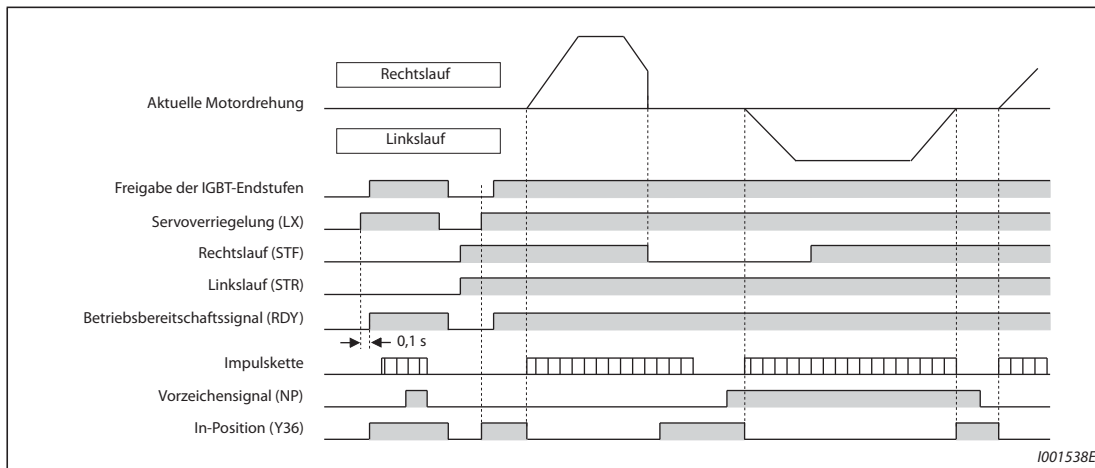 Rechtslauf
Aktuelle Motordrehung
Linkslauf
Freigabe der IGBT-Endstufen
Servoverriegelung (LX)
Rechtslauf (STF)
Linkslauf (STR)
Betriebsbereitschaftssignal (RDY)
0,1 s
Impulskette
Vorzeichensignal (NP)
In-Position (Y36)
I001538E